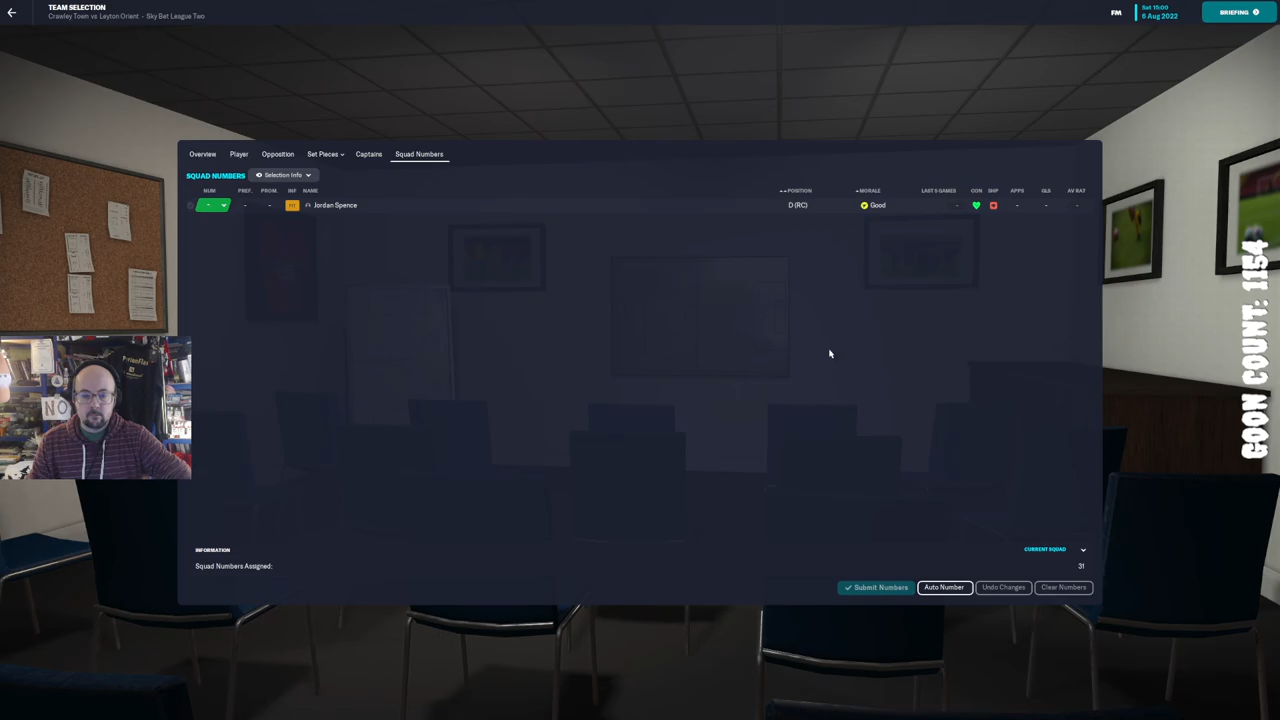 TEAM SELECTION
Crawley Town vs Leyton Orient - Sky Bet League Two
FM
Sat 15:00
6 Aug 2022
BRIEFING
Overview
Player
Opposition
Set Pieces
Captains
Squad Numbers
SQUAD NUMBERS
Selection Info
NUM
PREF.
PROM.
INF
NAME
POSITION
MORALE
LAST 5 GAMES
CON
SHP
APPS
GLS
AV RAT
-
-
-
Jordan Spence
D (RC)
Good
-
-
-
-
GOON COUNT: 1154
NO
INFORMATION
CURRENT SQUAD
Squad Numbers Assigned:
31
Submit Numbers
Auto Number
Undo Changes
Clear Numbers